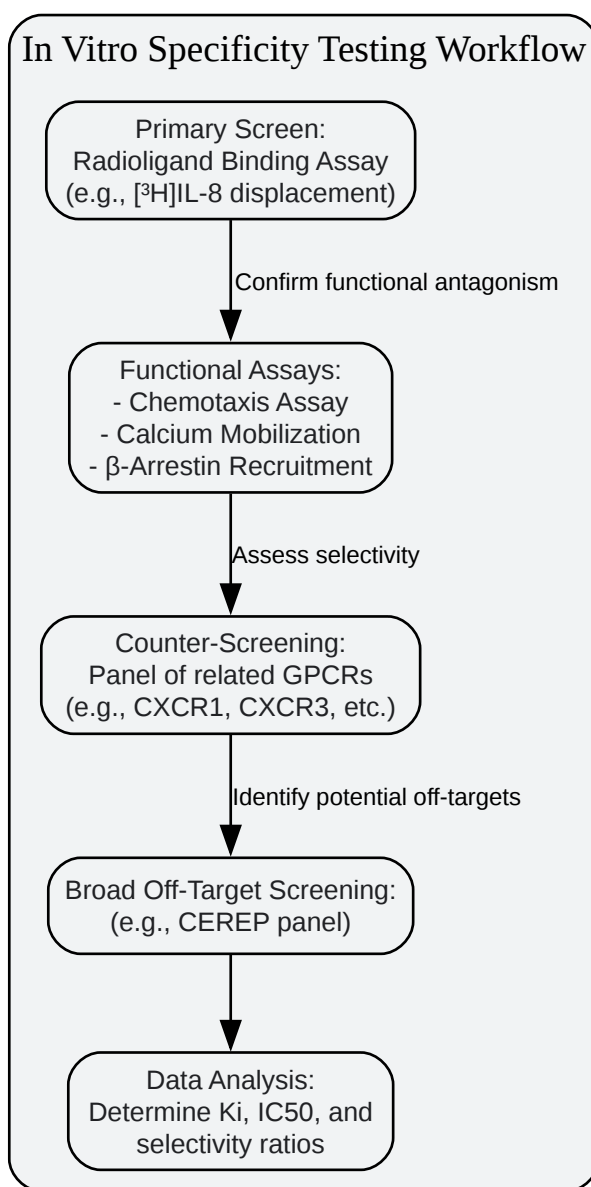 In Vitro Specificity Testing Workflow
Primary Screen:
Radioligand Binding Assay
(e.g., [³H]IL-8 displacement)
Confirm functional antagonism
Functional Assays:
- Chemotaxis Assay
- Calcium Mobilization
- β-Arrestin Recruitment
Assess selectivity
Counter-Screening:
Panel of related GPCRs
(e.g., CXCR1, CXCR3, etc.)
Identify potential off-targets
Broad Off-Target Screening:
(e.g., CEREP panel)
Data Analysis:
Determine Ki, IC50, and
selectivity ratios